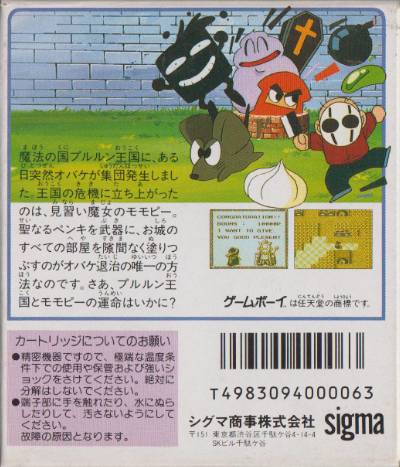 魔法の国プルルン王国に、ある
日突然オバケが集団発生しまし
た。王国の危機に立ち上がった
のは、見習い魔女のモモピー。
聖なるペンキを武器に、お城の
すべての部屋を隙間なく塗りつ
ぶすのがオバケ退治の唯一の方
法なのです。さあ、プルルン王
国とモモピーの運命はいかに?
CONGRATURATION!!
I WANT TO GIVE
YOU GOOD PLESENT!
ゲームボーイは任天堂の商標です。
カートリッジについてのお願い
●精密機器ですので、極端な温度条
件下での使用や保管および強いシ
ョックをさけてください。絶対に
分解はしないでください。
●端子部に手を触れたり、水にぬら
したりして、汚さないようにして
ください。
故障の原因となります。
T4983094000063
シグマ商事株式会社
〒151 東京都渋谷区千駄ケ谷4-14-4
SKビル千駄ケ谷
sigma